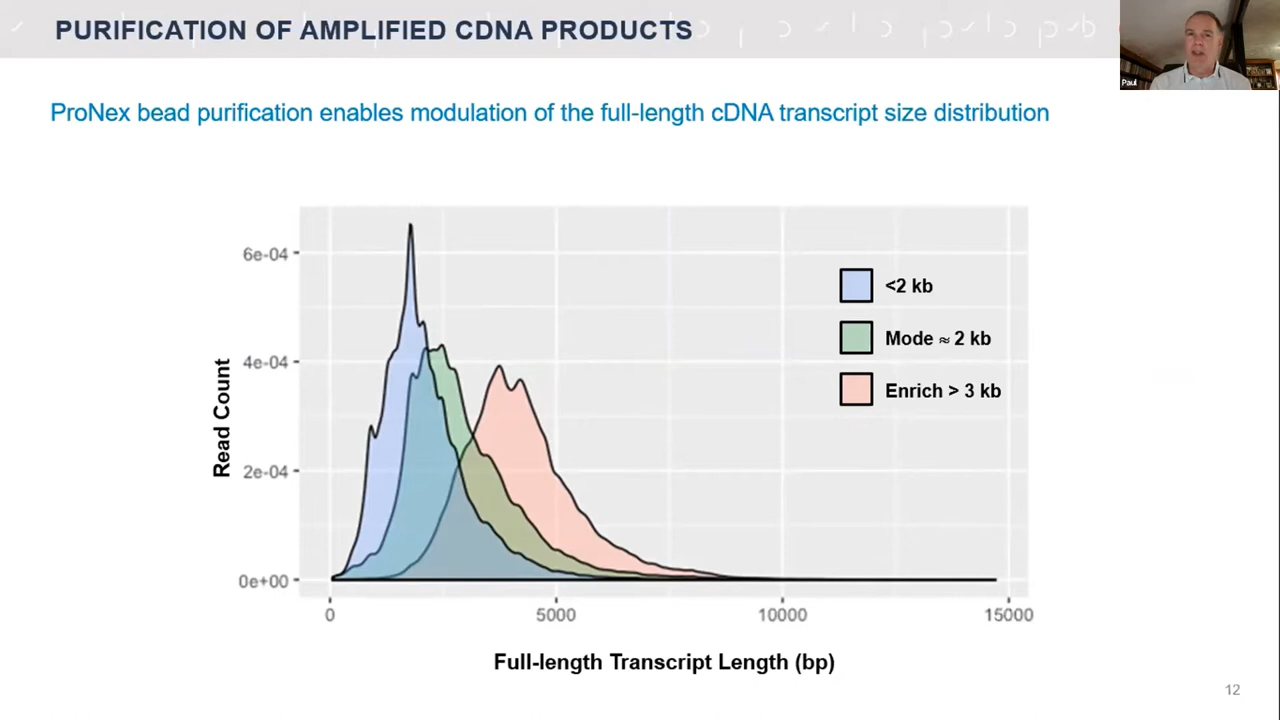 PURIFICATION OF AMPLIFIED CDNA PRODUCTS
Paul
ProNex bead purification enables modulation of the full-length cDNA transcript size distribution
6e-04
4e-04
2e-04
0e+00
Read Count
<2 kb
Mode ≈ 2 kb
Enrich > 3 kb
0 5000 10000 15000
Full-length Transcript Length (bp)
12